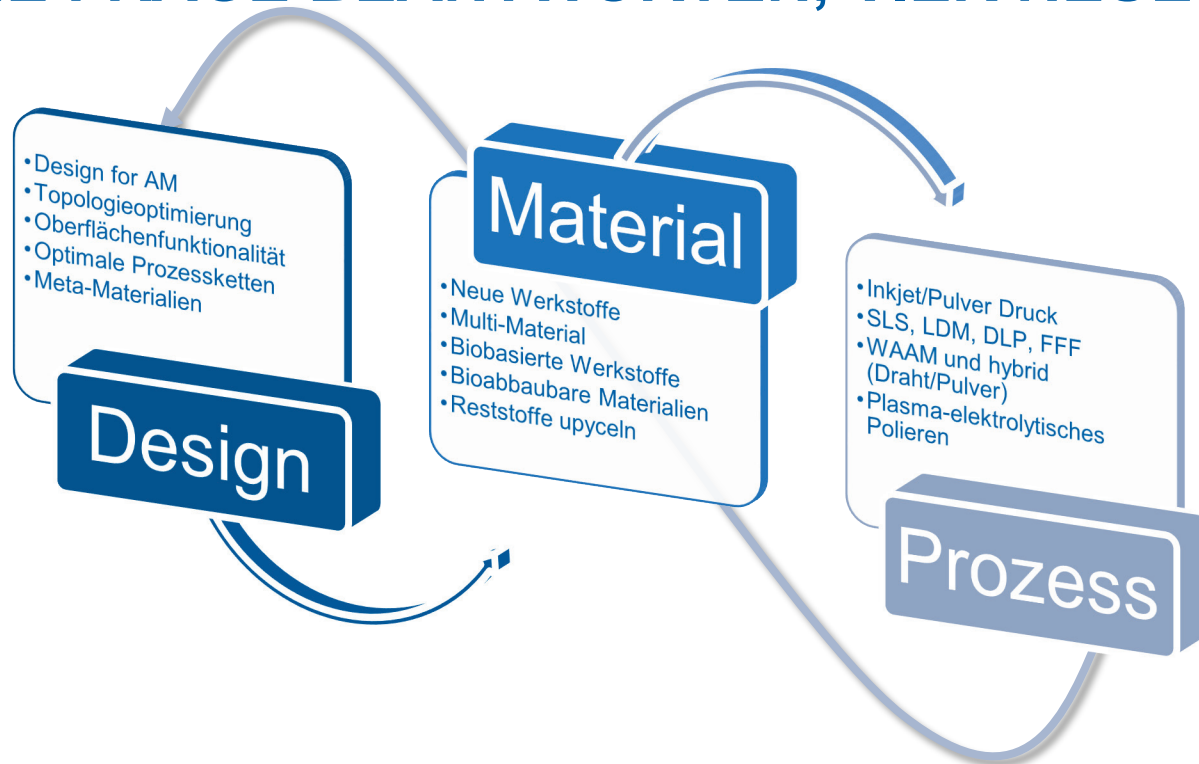 • Design for AM
• Topologieoptimierung
• Oberflächenfunktionalität
• Optimale Prozessketten
• Meta-Materialien
Design
Material
• Neue Werkstoffe
• Multi-Material
• Biobasierte Werkstoffe
• Bioabbaubare Materialien
• Reststoffe upyceln
• Inkjet/Pulver Druck
• SLS, LDM, DLP, FFF
• WAAM und hybrid
(Draht/Pulver)
• Plasma-elektrolytisches
Polieren
Prozess